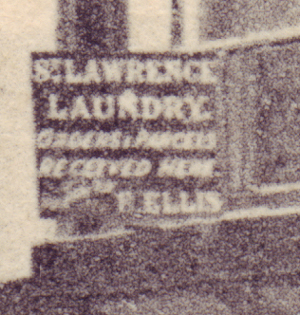 ST LAWRENCE
LAUNDRY.
PARCELS
RECEIVED HERE
F. ELLIS